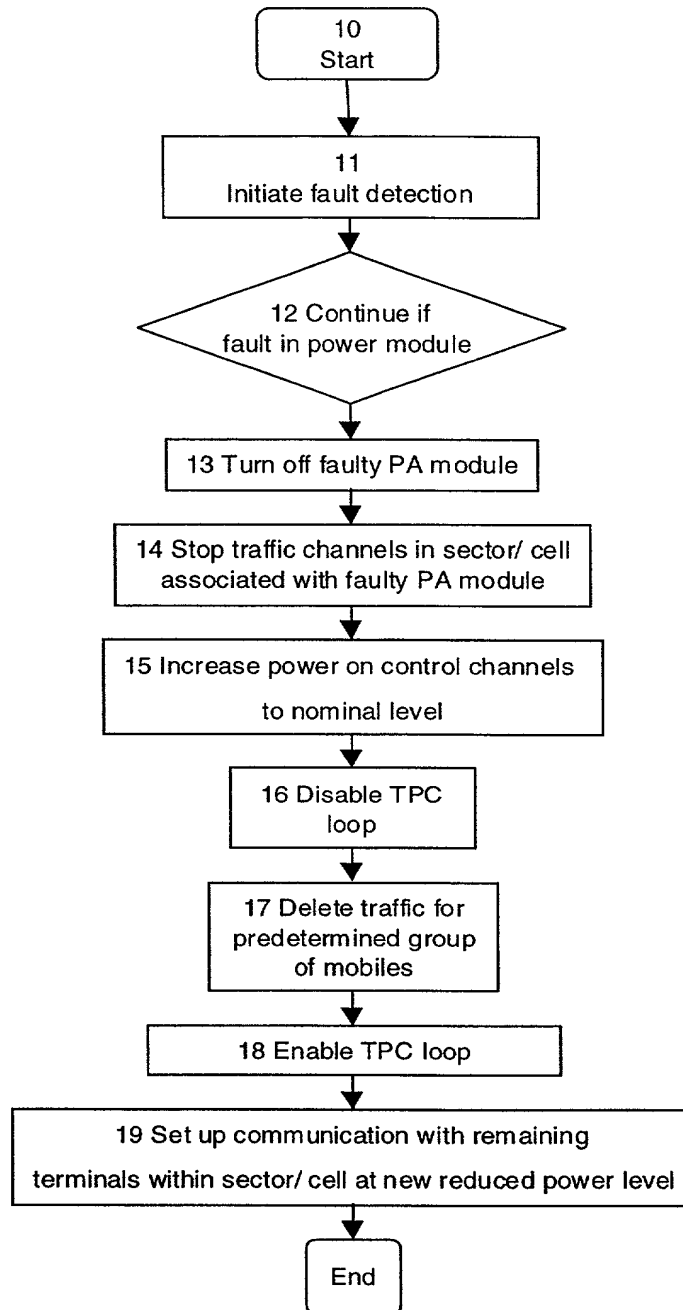 10
Start
11
Initiate fault detection
12 Continue if
fault in power module
13 Turn off faulty PA module
14 Stop traffic channels in sector/ cell
associated with faulty PA module
15 Increase power on control channels
to nominal level
16 Disable TPC
loop
17 Delete traffic for
predetermined group
of mobiles
18 Enable TPC loop
19 Set up communication with remaining
terminals within sector/ cell at new reduced power level
End